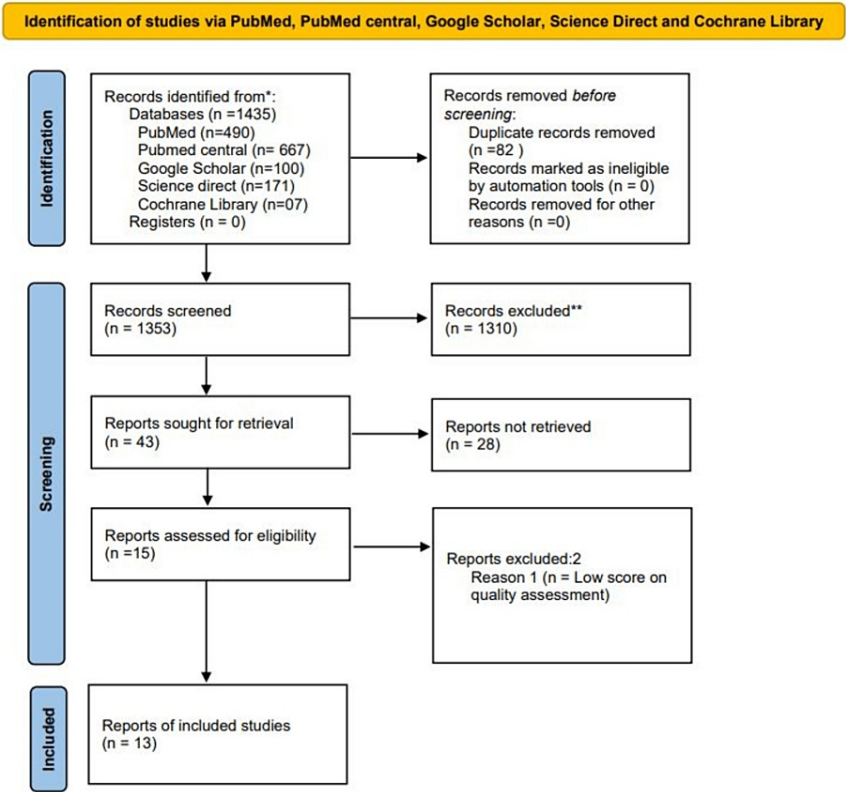 Identification of studies via PubMed, PubMed central, Google Scholar, Science Direct and Cochrane Library
Identification
Records identified from*:
Databases (n =1435)
PubMed (n=490)
Pubmed central (n= 667)
Google Scholar (n=100)
Science direct (n=171)
Cochrane Library (n=07)
Registers (n = 0)
Records removed before
screening:
Duplicate records removed
(n =82 )
Records marked as ineligible
by automation tools (n = 0)
Records removed for other
reasons (n =0)
Screening
Records screened
(n = 1353)
Records excluded**
(n = 1310)
Reports sought for retrieval
(n = 43)
Reports not retrieved
(n = 28)
Reports assessed for eligibility
(n =15)
Reports excluded:2
Reason 1 (n = Low score on
quality assessment)
Included
Reports of included studies
(n = 13)